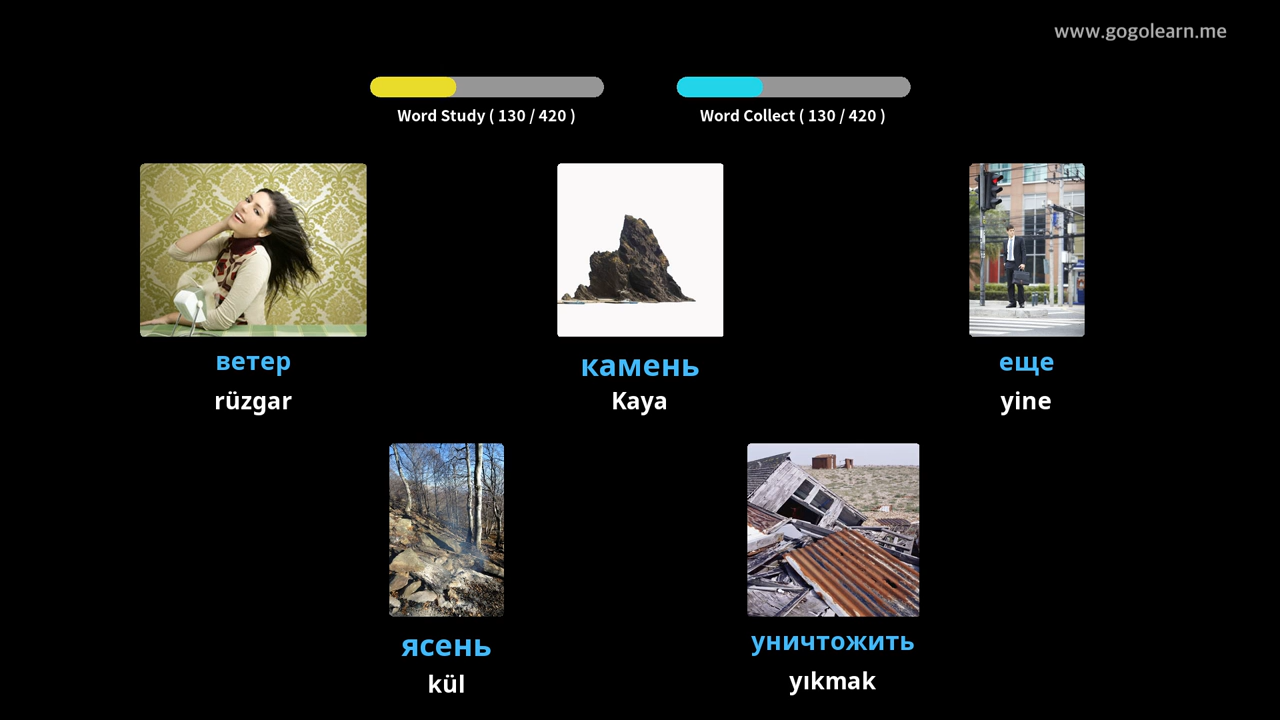 www.gogolearn.me
Word Study ( 130 / 420 )
Word Collect ( 130 / 420 )
ветер
rüzgar
камень
Kaya
еще
yine
ясень
kül
уничтожить
yıkmak